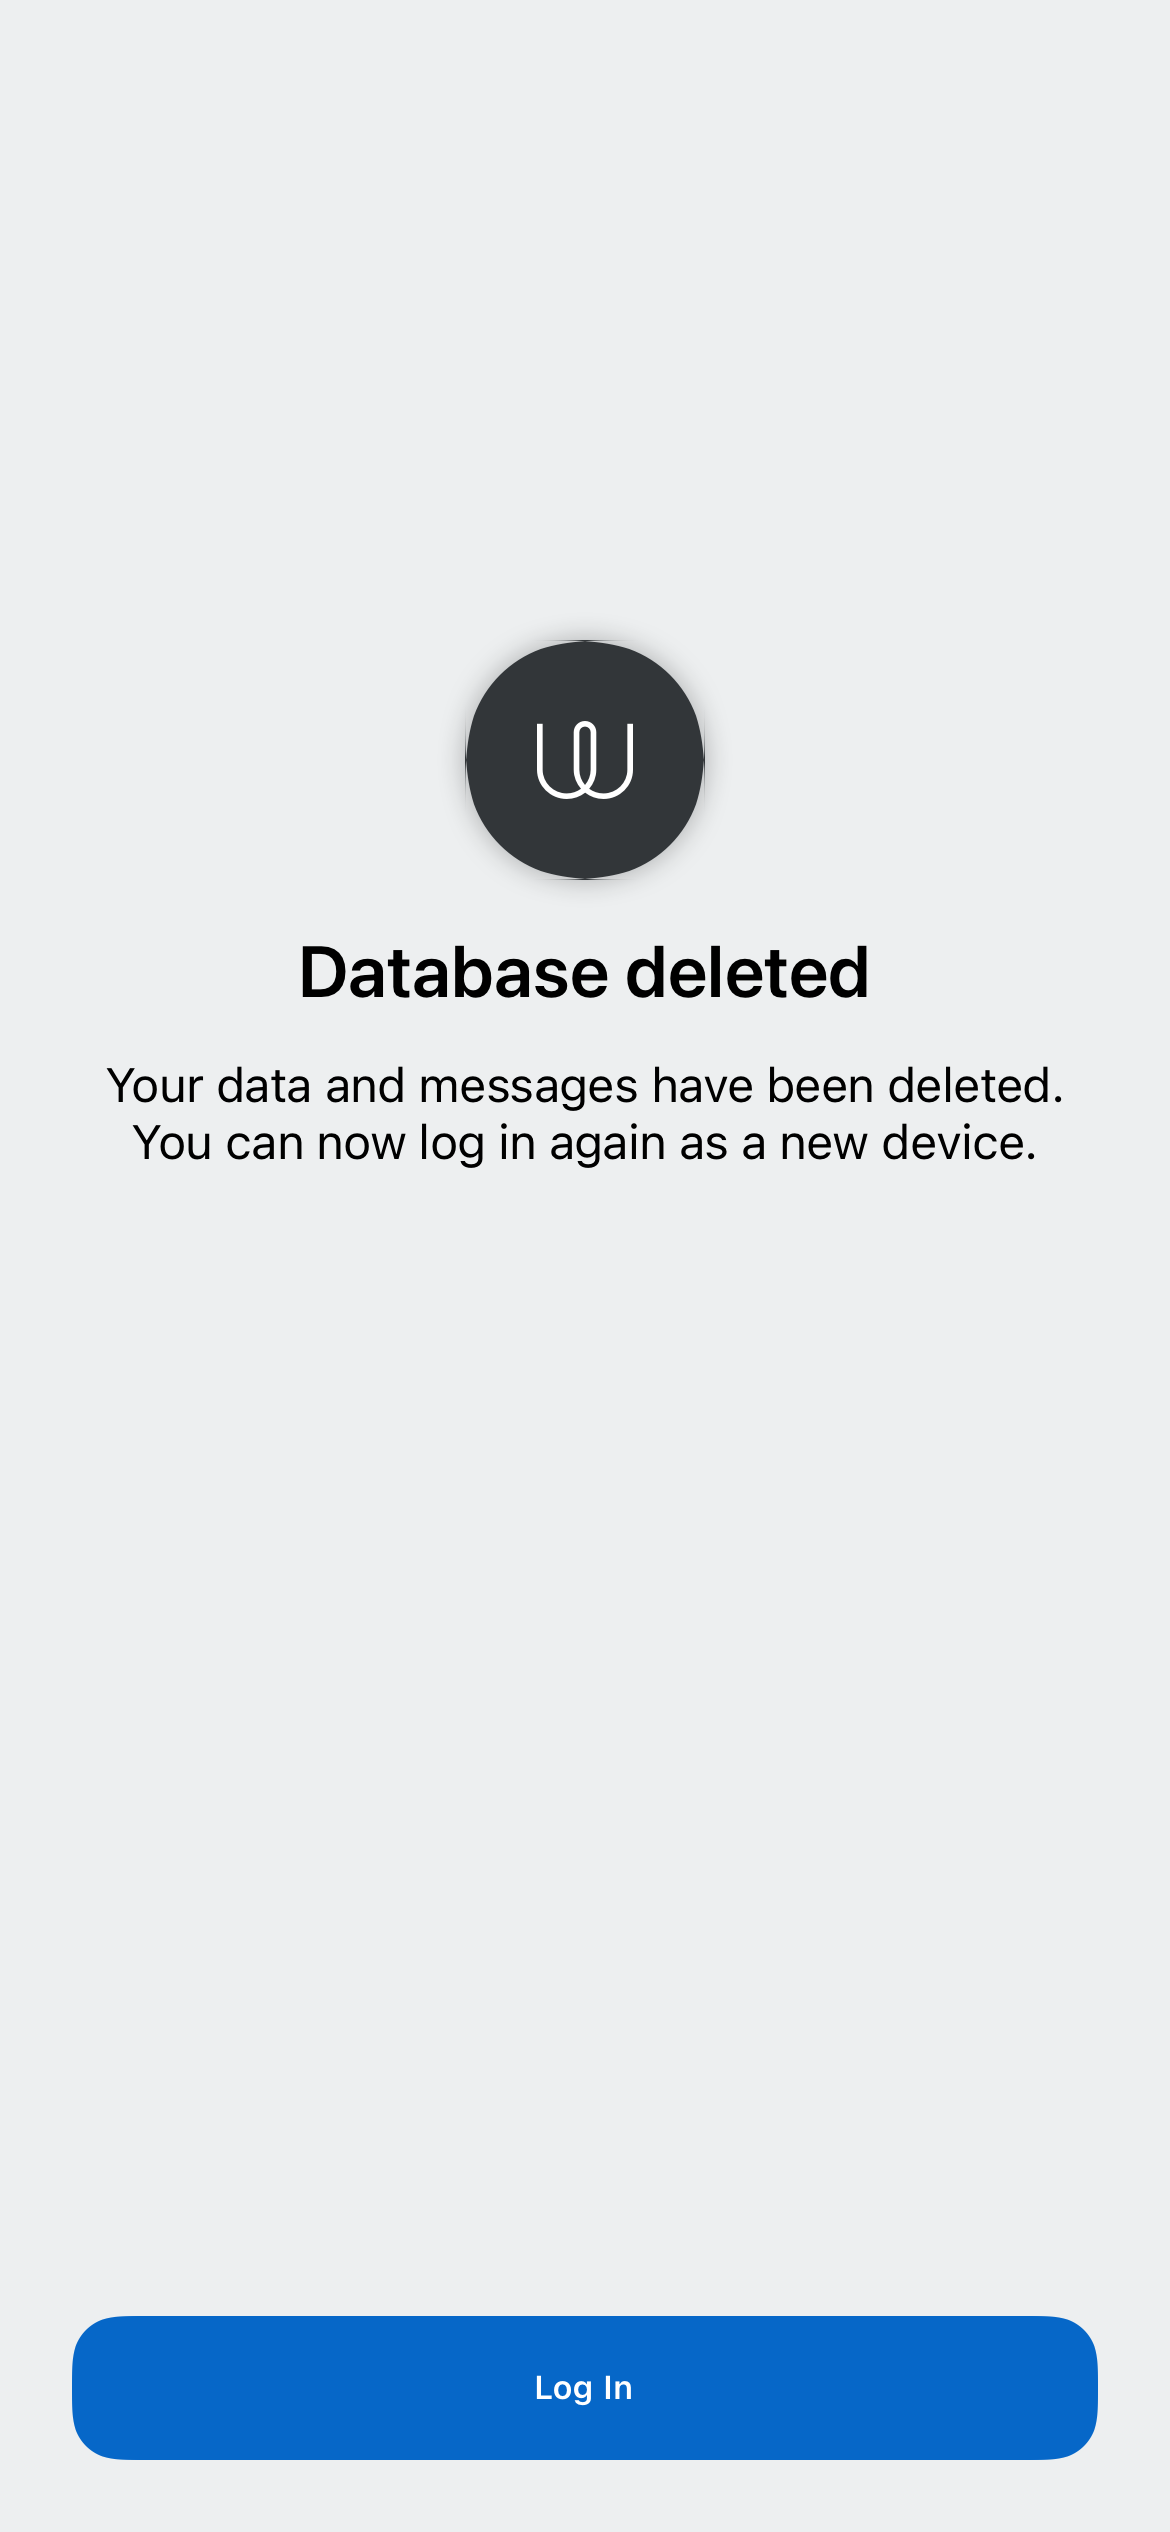 Database deleted
Your data and messages have been deleted.
You can now log in again as a new device.
Log In